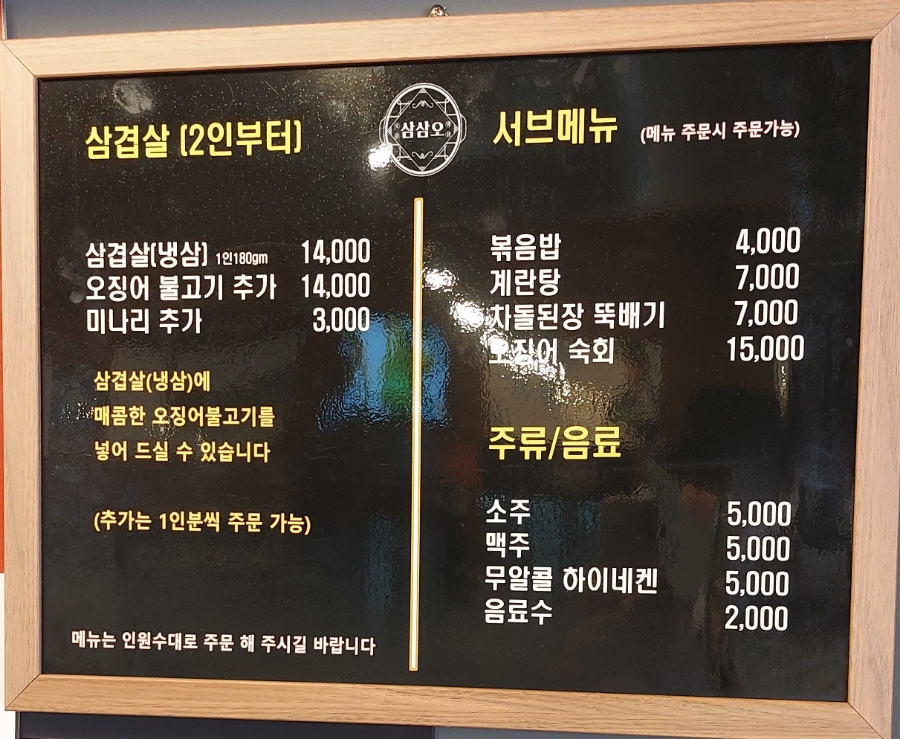 삼겹살 (2인부터)
삼겹살(냉삼) 1인180gm 14,000
오징어 불고기 추가 14,000
미나리 추가 3,000
삼겹살(냉삼)에
매콤한 오징어불고기를
넣어 드실 수 있습니다
(추가는 1인분씩 주문 가능)
메뉴는 인원수대로 주문 해 주시길 바랍니다
삼삼오
서브메뉴 (메뉴 주문시 주문가능)
볶음밥 4,000
계란탕 7,000
차돌된장 뚝배기 7,000
오징어 숙회 15,000
주류/음료
소주 5,000
맥주 5,000
무알콜 하이네켄 5,000
음료수 2,000